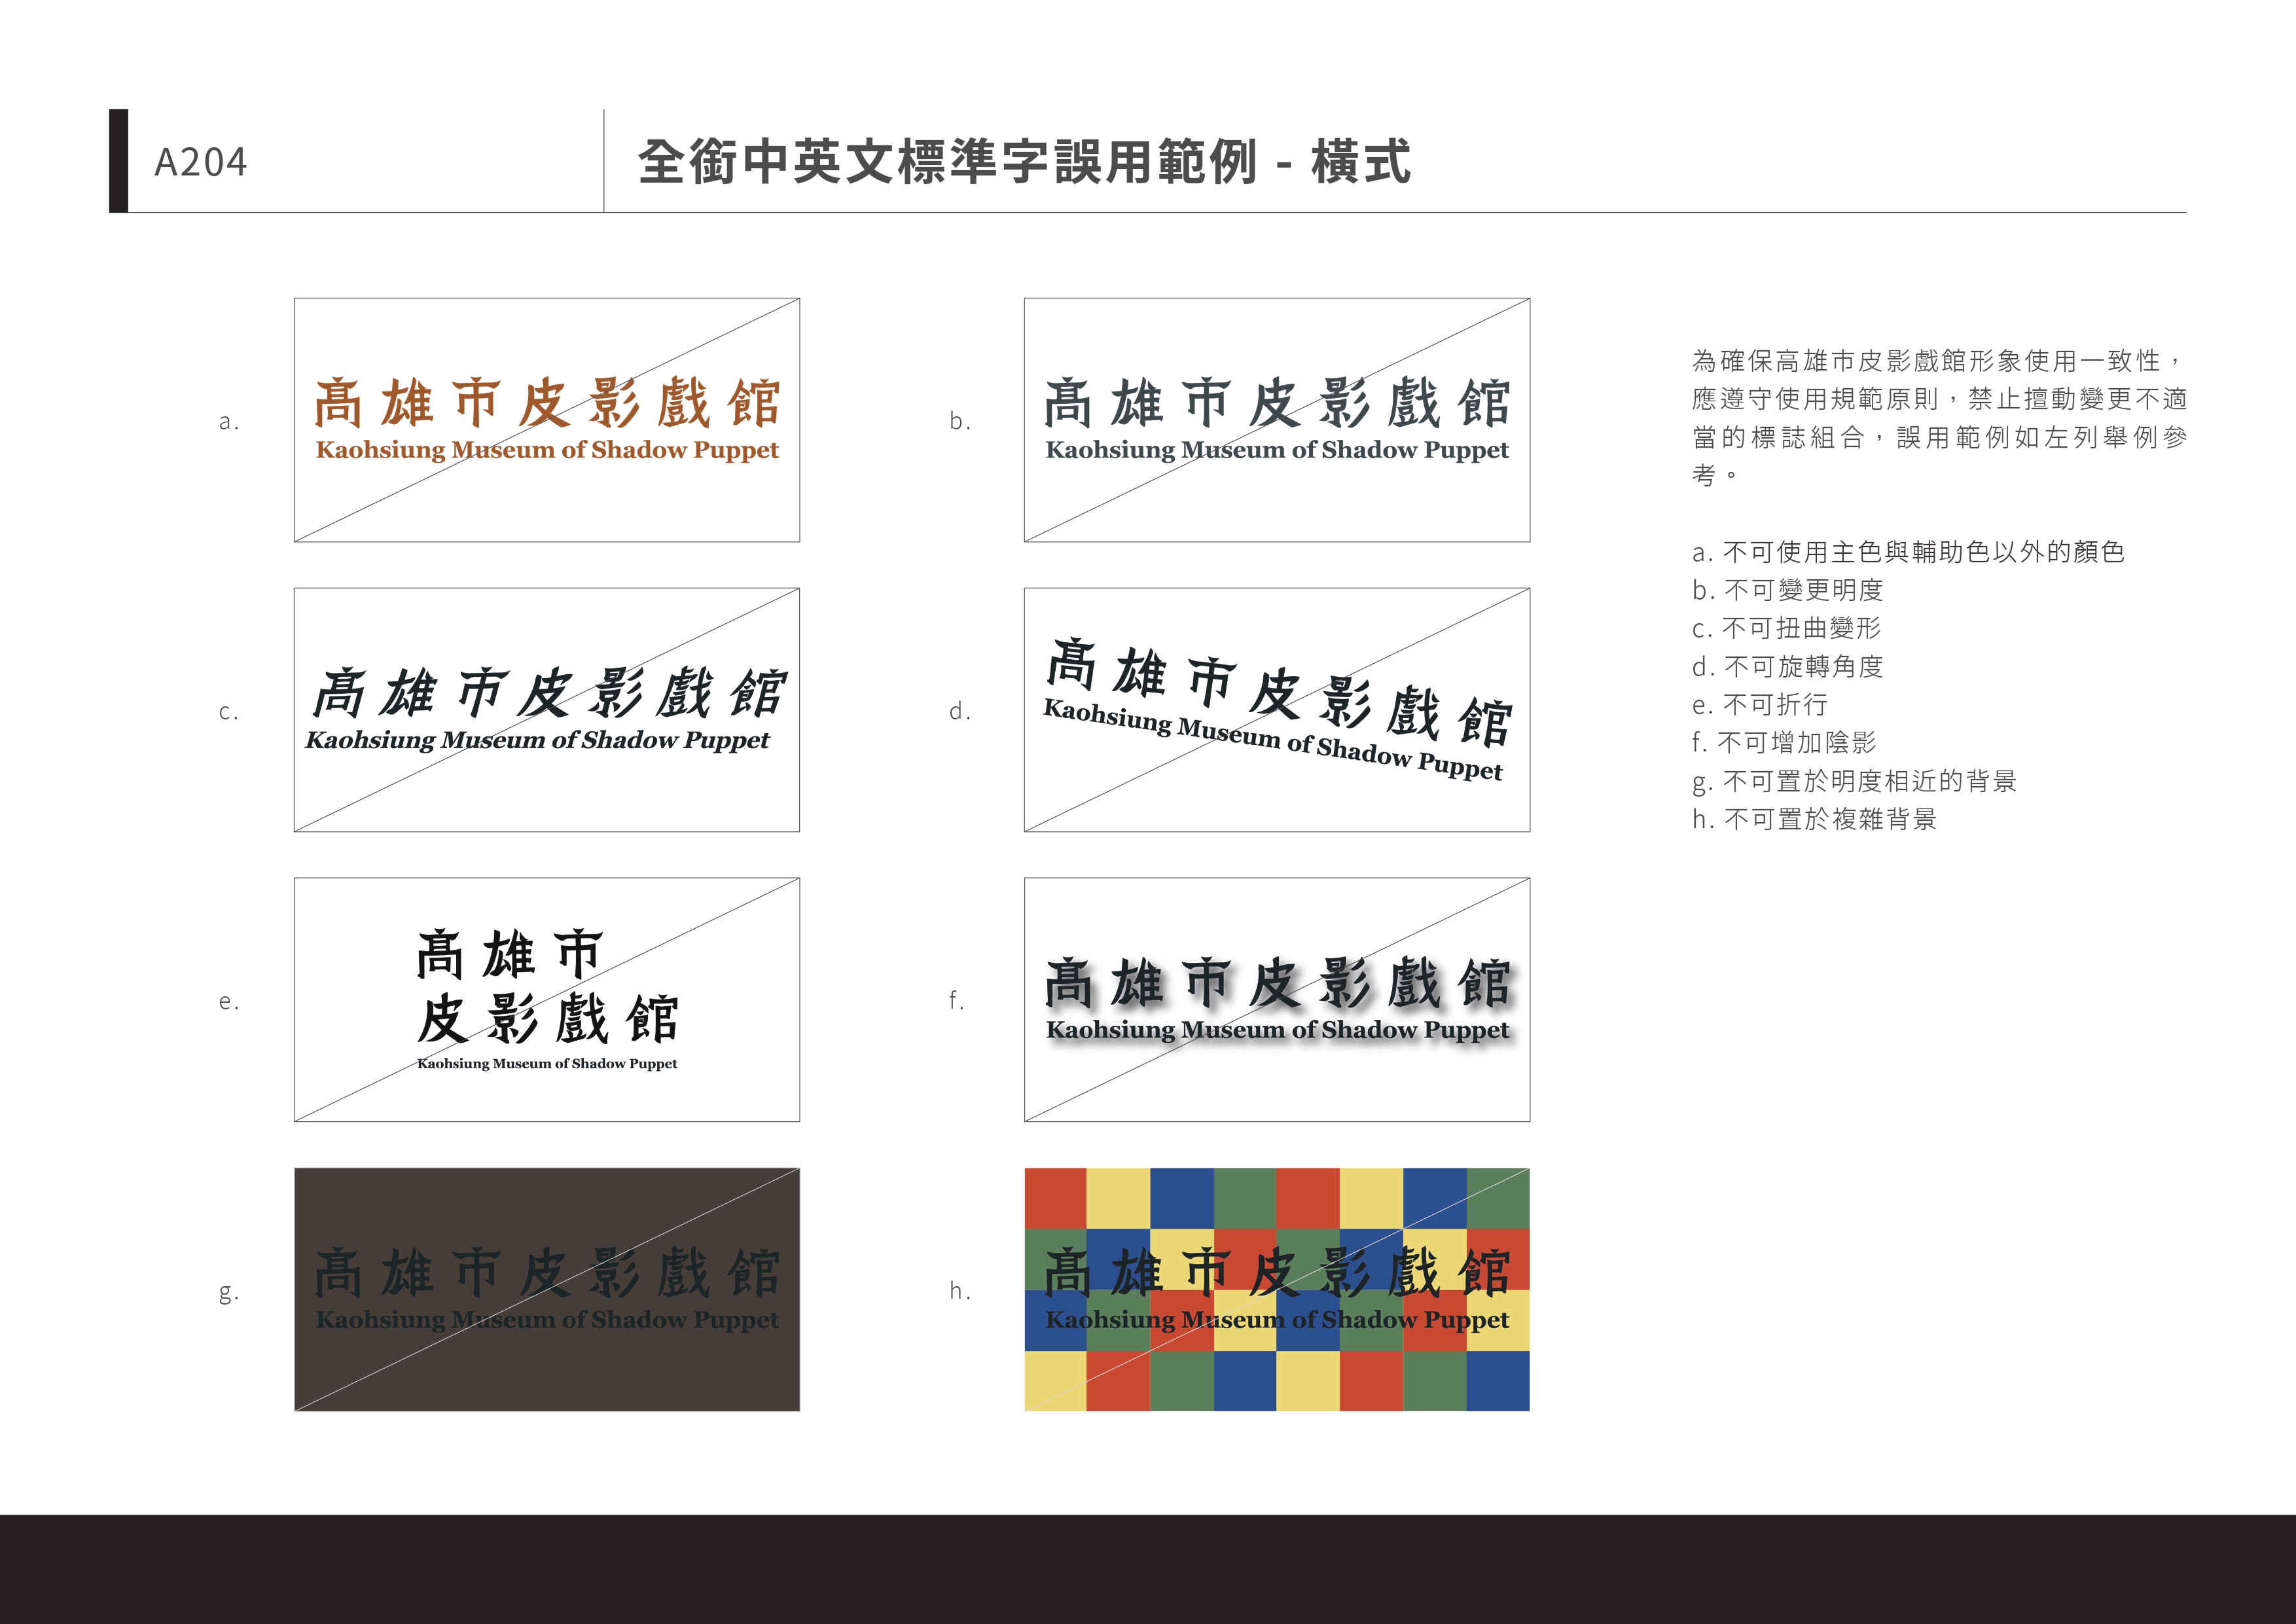 A204
全銜中英文標準字誤用範例 - 橫式
a.
高雄市皮影戲館
Kaohsiung Museum of Shadow Puppet
b.
高雄市皮影戲館
Kaohsiung Museum of Shadow Puppet
c.
高雄市皮影戲館
Kaohsiung Museum of Shadow Puppet
d.
高雄市皮影戲館
Kaohsiung Museum of Shadow Puppet
e.
高雄市
皮影戲館
Kaohsiung Museum of Shadow Puppet
f.
高雄市皮影戲館
Kaohsiung Museum of Shadow Puppet
g.
高雄市皮影戲館
Kaohsiung Museum of Shadow Puppet
h.
高雄市皮影戲館
Kaohsiung Museum of Shadow Puppet
為確保高雄市皮影戲館形象使用一致性，
應遵守使用規範原則，禁止擅動變更不適
當的標誌組合，誤用範例如左列舉例參
考。
a. 不可使用主色與輔助色以外的顏色
b. 不可變更明度
c. 不可扭曲變形
d. 不可旋轉角度
e. 不可折行
f. 不可增加陰影
g. 不可置於明度相近的背景
h. 不可置於複雜背景